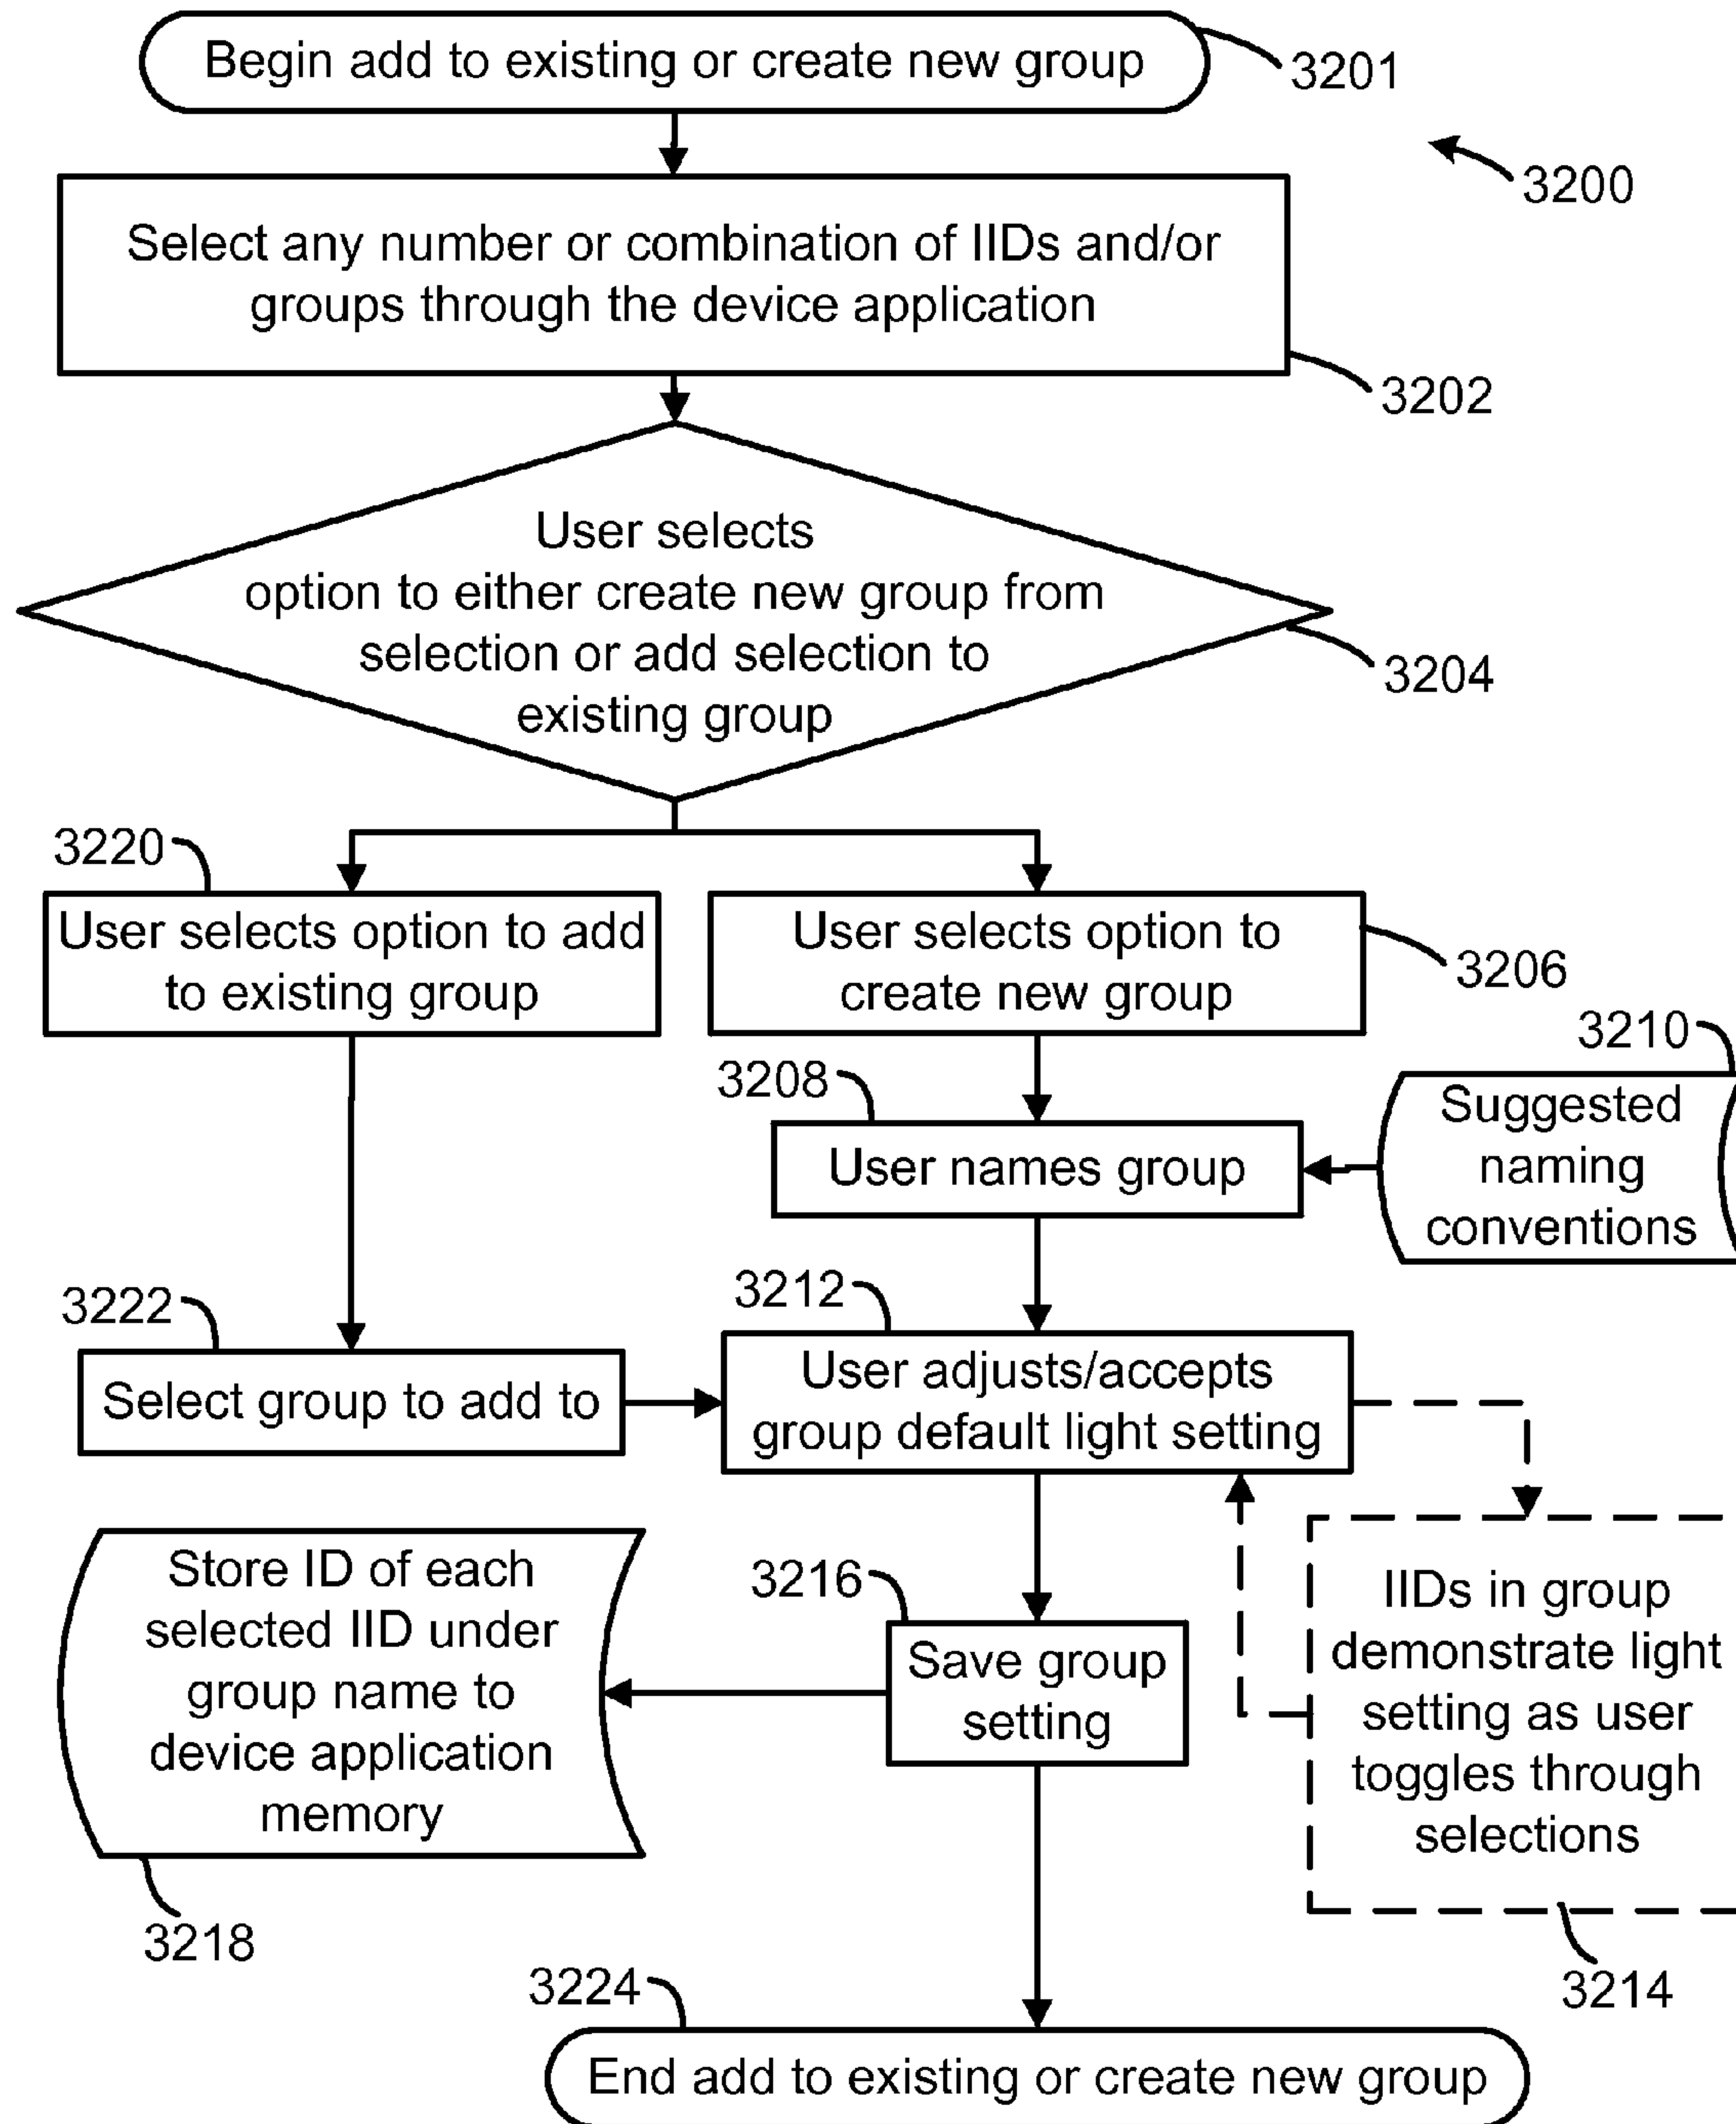 Begin add to existing or create new group
3201
3200
Select any number or combination of IIDs and/or
groups through the device application
3202
User selects
option to either create new group from
selection or add selection to
existing group
3204
3220
User selects option to add
to existing group
User selects option to
create new group
3206
3210
3208
User names group
Suggested
naming
conventions
3222
Select group to add to
3212
User adjusts/accepts
group default light setting
Store ID of each
selected IID under
group name to
device application
memory
3218
3216
Save group
setting
IIDs in group
demonstrate light
setting as user
toggles through
selections
3214
3224
End add to existing or create new group